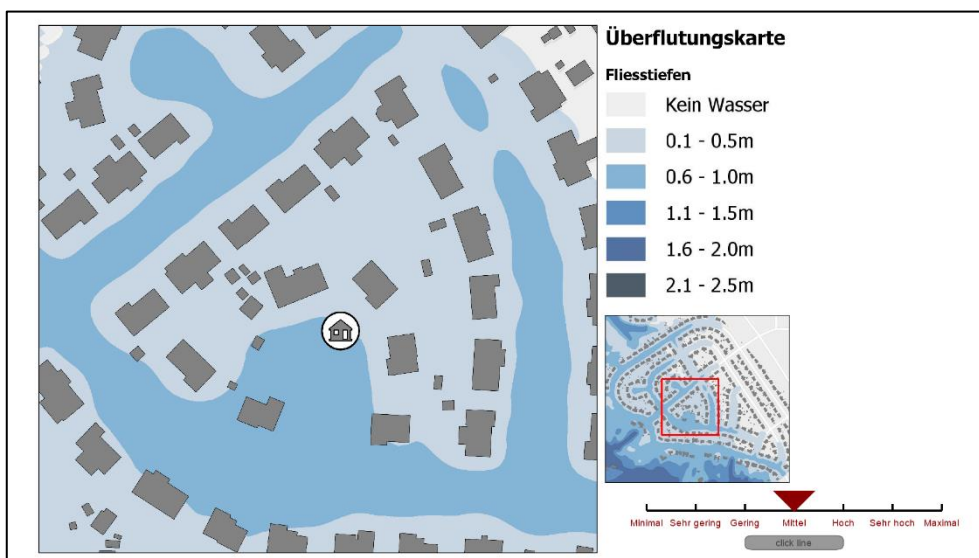 Überflutungskarte
Fliesstiefen
Kein Wasser
0.1 - 0.5m
0.6 - 1.0m
1.1 - 1.5m
1.6 - 2.0m
2.1 - 2.5m
Minimal Sehr gering Gering Mittel Hoch Sehr hoch Maximal
click line